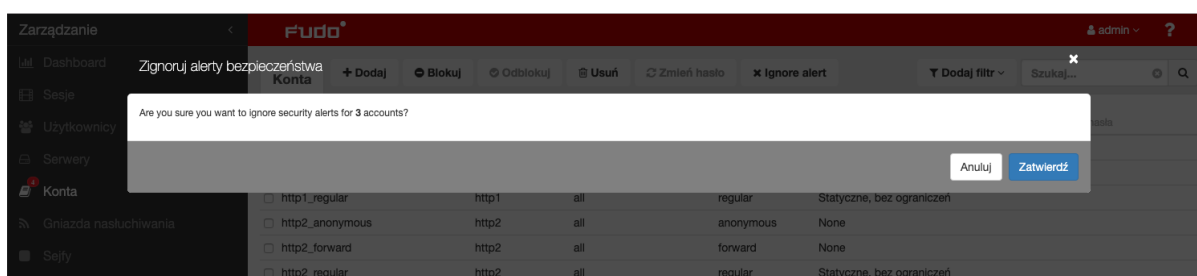 Zarządzanie
FUDO
admin
?
Dashboard
Zignoruj alerty bezpieczeństwa
Konta
+ Dodaj
Blokuj
Odblokuj
Usuń
Zmień hasło
× Ignore alert
Dodaj filtr
Szukaj...
Sesje
Are you sure you want to ignore security alerts for 3 accounts?
Użytkownicy
hasła
Serwery
Anuluj
Zatwierdź
4
Konta
http1_regular http1 all regular Statyczne, bez ograniczeń
Gniazda nasłuchiwania
http2_anonymous http2 all anonymous None
Sejfy
http2_forward http2 all forward None
http2_regular http2 all regular Statyczne, bez ograniczeń